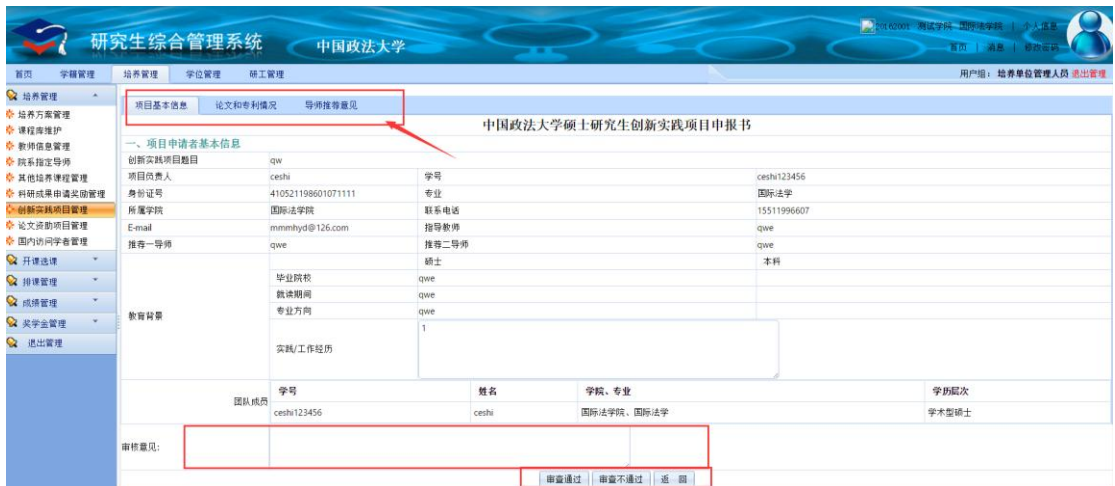 20162001 测试学院 国际法学院 | 个人信息
研究生综合管理系统 中国政法大学
首页 | 消息 | 修改密码
首页 学籍管理 培养管理 学位管理 研工管理 用户组：培养单位管理人员 退出管理
培养管理
培养方案管理
课程库维护
教师信息管理
院系指定导师
其他培养课程管理
科研成果申请奖励管理
创新实践项目管理
论文资助项目管理
国内访问学者管理
开课选课
排课管理
成绩管理
奖学金管理
退出管理
项目基本信息 论文和专利情况 导师推荐意见
中国政法大学硕士研究生创新实践项目申报书
一、项目申请者基本信息
创新实践项目题目 qw
项目负责人 ceshi 学号 ceshi123456
身份证号 410521198601071111 专业 国际法学
所属学院 国际法学院 联系电话 15511996607
E-mail mmmhyd@126.com 指导教师 qwe
推荐一导师 qwe 推荐二导师 qwe
硕士 本科
教育背景
毕业院校 qwe
就读期间 qwe
专业方向 qwe
实践/工作经历 1
团队成员
学号 姓名 学院、专业 学历层次
ceshi123456 ceshi 国际法学院、国际法学 学术型硕士
审核意见:
审查通过 审查不通过 返 回